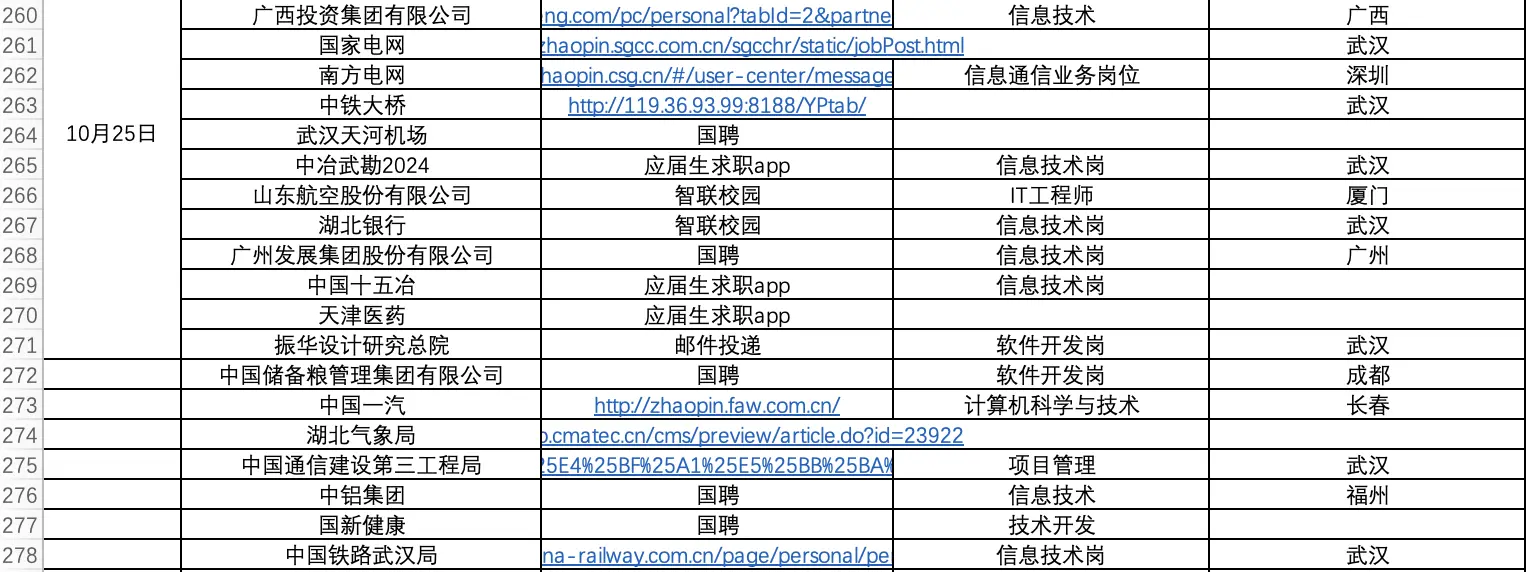 260 广西投资集团有限公司 eng.com/pc/personal?tabId=2&partne 信息技术 广西
261 国家电网 zhaopin.sgcc.com.cn/sgcchr/static/jobPost.html 武汉
262 南方电网 haopin.csg.cn/#/user-center/message 信息通信业务岗位 深圳
263 中铁大桥 http://119.36.93.99:8188/YPtab/ 武汉
264 10月25日 武汉天河机场 国聘
265 中冶武勘2024 应届生求职app 信息技术岗 武汉
266 山东航空股份有限公司 智联校园 IT工程师 厦门
267 湖北银行 智联校园 信息技术岗 武汉
268 广州发展集团股份有限公司 国聘 信息技术岗 广州
269 中国十五冶 应届生求职app 信息技术岗
270 天津医药 应届生求职app
271 振华设计研究总院 邮件投递 软件开发岗 武汉
272 中国储备粮管理集团有限公司 国聘 软件开发岗 成都
273 中国一汽 http://zhaopin.faw.com.cn/ 计算机科学与技术 长春
274 湖北气象局 o.cmatec.cn/cms/preview/article.do?id=23922
275 中国通信建设第三工程局 25E4%25BF%25A1%25E5%25BB%25BA% 项目管理 武汉
276 中铝集团 国聘 信息技术 福州
277 国新健康 国聘 技术开发
278 中国铁路武汉局 na-railway.com.cn/page/personal/pe 信息技术岗 武汉